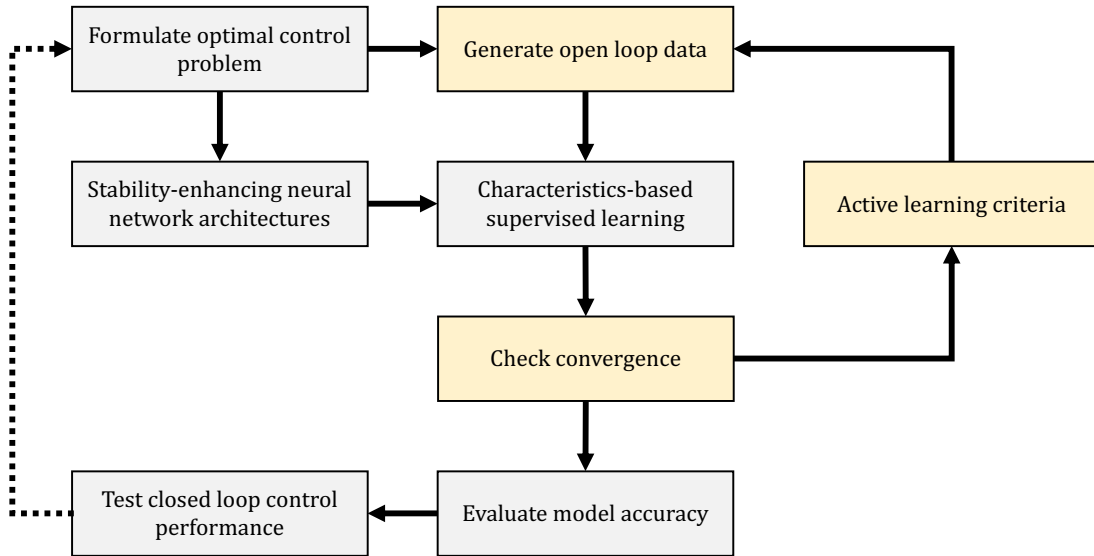 Formulate optimal control
problem
Generate open loop data
Stability-enhancing neural
network architectures
Characteristics-based
supervised learning
Active learning criteria
Check convergence
Test closed loop control
performance
Evaluate model accuracy